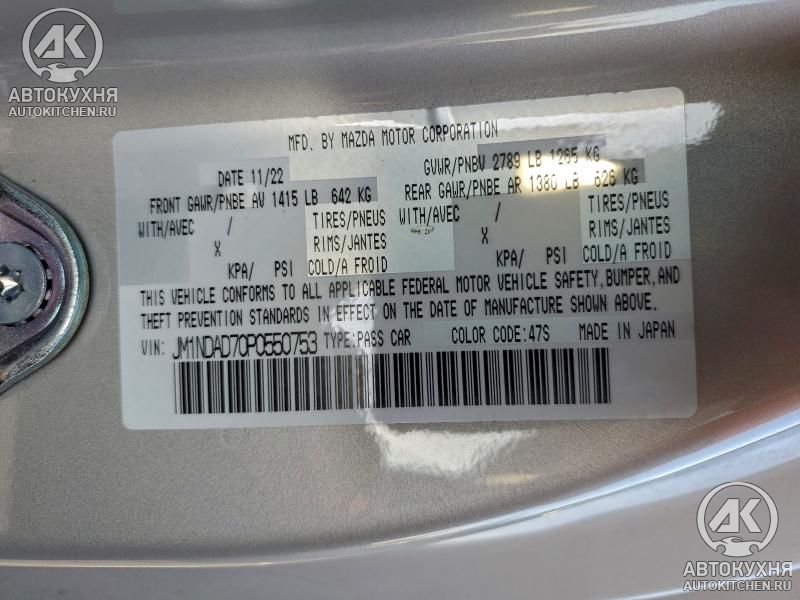 AK
АВТОКУХНЯ
AUTOKITCHEN.RU
MFD. BY MAZDA MOTOR CORPORATION
DATE 11/22 GVWR/PNBV 2789 LB 1265 KG
FRONT GAWR/PNBE AV 1415 LB 642 KG REAR GAWR/PNBE AR 1380 LB 626 KG
WITH/AVEC / TIRES/PNEUS WITH/AVEC / TIRES/PNEUS
X RIMS/JANTES X RIMS/JANTES
KPA/ PSI COLD/A FROID KPA/ PSI COLD/A FROID
THIS VEHICLE CONFORMS TO ALL APPLICABLE FEDERAL MOTOR VEHICLE SAFETY, BUMPER, AND
THEFT PREVENTION STANDARDS IN EFFECT ON THE DATE OF MANUFACTURE SHOWN ABOVE.
VIN: JM1NDAD70P0550753 TYPE: PASS CAR COLOR CODE: 47S MADE IN JAPAN
AK
АВТОКУХНЯ
AUTOKITCHEN.RU